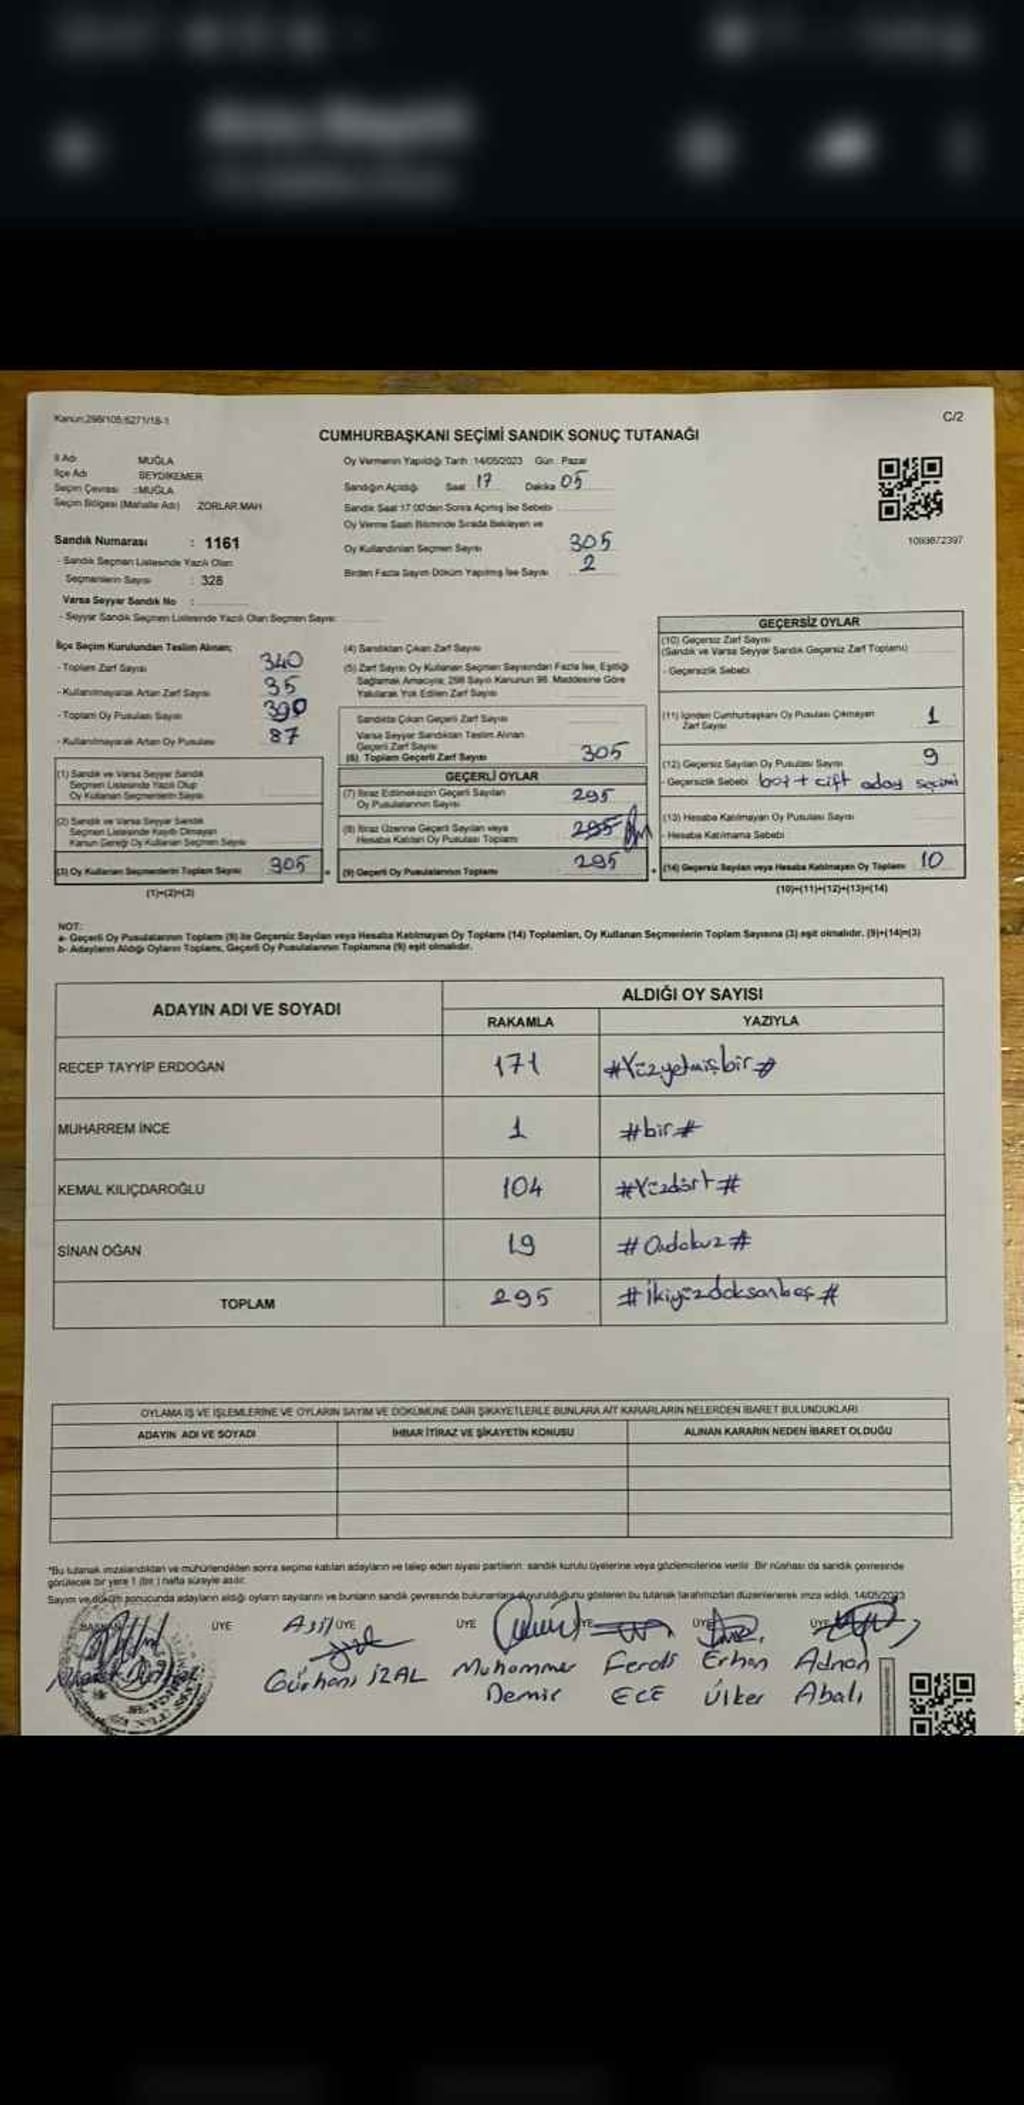 Kanun:298/105;6271/18-1
C/2
CUMHURBAŞKANI SEÇİMİ SANDIK SONUÇ TUTANAĞI
İl Adı MUĞLA
İlçe Adı SEYDİKEMER
Seçim Çevresi :MUĞLA
Seçim Bölgesi (Mahalle Adı) ZORLAR MAH
Sandık Numarası : 1161
- Sandık Seçmen Listesinde Yazılı Olan
Seçmenlerin Sayısı : 328
Varsa Seyyar Sandık No :
- Seyyar Sandık Seçmen Listesinde Yazılı Olan Seçmen Sayısı:
Oy Vermenin Yapıldığı Tarih :14/05/2023 Gün : Pazar
Sandığın Açıldığı Saat 17 Dakika 05
Sandık Saat 17.00'den Sonra Açılmış İse Sebebi
Oy Verme Saati Bitiminde Sırada Bekleyen ve
Oy Kullandırılan Seçmen Sayısı 305
Birden Fazla Sayım Döküm Yapılmış İse Sayısı 2
1093672397
İlçe Seçim Kurulundan Teslim Alınan;
- Toplam Zarf Sayısı 340
- Kullanılmayarak Artan Zarf Sayısı 35
- Toplam Oy Pusulası Sayısı 390
- Kullanılmayarak Artan Oy Pusulası 87
(1) Sandık ve Varsa Seyyar Sandık
Seçmen Listesinde Yazılı Olup
Oy Kullanan Seçmenlerin Sayısı
(2) Sandık ve Varsa Seyyar Sandık
Seçmen Listesinde Kayıtlı Olmayan
Kanun Gereği Oy Kullanan Seçmen Sayısı
(3) Oy Kullanan Seçmenlerin Toplam Sayısı 305
(1)+(2)=(3)
(4) Sandıktan Çıkan Zarf Sayısı
(5) Zarf Sayısı Oy Kullanan Seçmen Sayısından Fazla İse, Eşitliği
Sağlamak Amacıyla; 298 Sayılı Kanunun 98. Maddesine Göre
Yakılarak Yok Edilen Zarf Sayısı
Sandıkta Çıkan Geçerli Zarf Sayısı
Varsa Seyyar Sandıktan Teslim Alınan
Geçerli Zarf Sayısı
(6) Toplam Geçerli Zarf Sayısı 305
GEÇERLİ OYLAR
(7) İtiraz Edilmeksizin Geçerli Sayılan
Oy Pusulalarının Sayısı 295
(8) İtiraz Üzerine Geçerli Sayılan veya
Hesaba Katılan Oy Pusulası Toplamı 295
(9) Geçerli Oy Pusulalarının Toplamı 295
GEÇERSİZ OYLAR
(10) Geçersiz Zarf Sayısı
(Sandık ve Varsa Seyyar Sandık Geçersiz Zarf Toplamı)
- Geçersizlik Sebebi
(11) İçinden Cumhurbaşkanı Oy Pusulası Çıkmayan
Zarf Sayısı 1
(12) Geçersiz Sayılan Oy Pusulası Sayısı 9
- Geçersizlik Sebebi boş + çift aday seçimi
(13) Hesaba Katılmayan Oy Pusulası Sayısı
- Hesaba Katılmama Sebebi
(14) Geçersiz Sayılan veya Hesaba Katılmayan Oy Toplamı 10
(10)+(11)+(12)+(13)=(14)
NOT:
a- Geçerli Oy Pusulalarının Toplamı (9) ile Geçersiz Sayılan veya Hesaba Katılmayan Oy Toplamı (14) Toplamları, Oy Kullanan Seçmenlerin Toplam Sayısına (3) eşit olmalıdır. (9)+(14)=(3)
b- Adayların Aldığı Oyların Toplamı, Geçerli Oy Pusulalarının Toplamına (9) eşit olmalıdır.
ADAYIN ADI VE SOYADI
ALDIĞI OY SAYISI
RAKAMLA YAZIYLA
RECEP TAYYİP ERDOĞAN 171 #Yüzyetmişbir#
MUHARREM İNCE 1 #bir#
KEMAL KILIÇDAROĞLU 104 #Yüzdört#
SİNAN OĞAN 19 #Ondokuz#
TOPLAM 295 #ikiyüzdoksanbeş#
OYLAMA İŞ VE İŞLEMLERİNE VE OYLARIN SAYIM VE DÖKÜMÜNE DAİR ŞİKAYETLERLE BUNLARA AİT KARARLARIN NELERDEN İBARET BULUNDUKLARI
ADAYIN ADI VE SOYADI İHBAR İTİRAZ VE ŞİKAYETİN KONUSU ALINAN KARARIN NEDEN İBARET OLDUĞU
*Bu tutanak imzalandıktan ve mühürlendikten sonra seçime katılan adayların ve talep eden siyasi partilerin; sandık kurulu üyelerine veya gözlemcilerine verilir. Bir nüshası da sandık çevresinde
görülecek bir yere 1 (bir) hafta süreyle asılır.
Sayım ve döküm sonucunda adayların aldığı oyların sayılarını ve bunların sandık çevresinde bulunanlara duyurulduğunu gösteren bu tutanak tarafımızdan düzenlenerek imza edildi. 14/05/2023
ÜYE Asil ÜYE ÜYE ÜYE ÜYE
Gürhan İZAL Muhammer Ferdi Erhan Adnan
Demir ECE Ülker Abalı